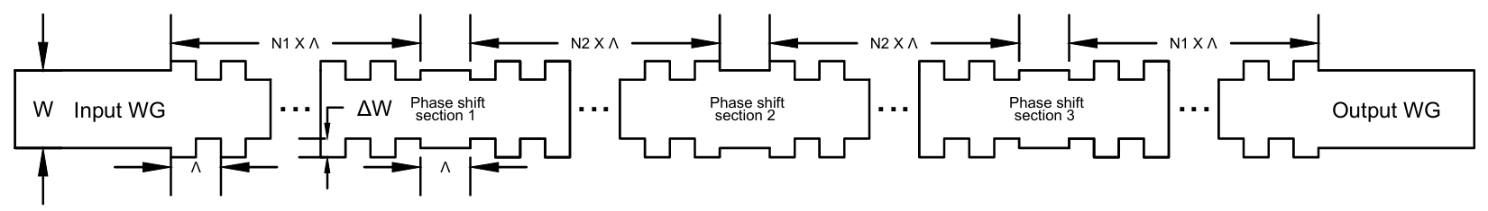 N1 X Λ
N2 X Λ
N2 X Λ
N1 X Λ
W
Input WG
ΔW
Phase shift
section 1
Phase shift
section 2
Phase shift
section 3
Output WG
Λ
Λ